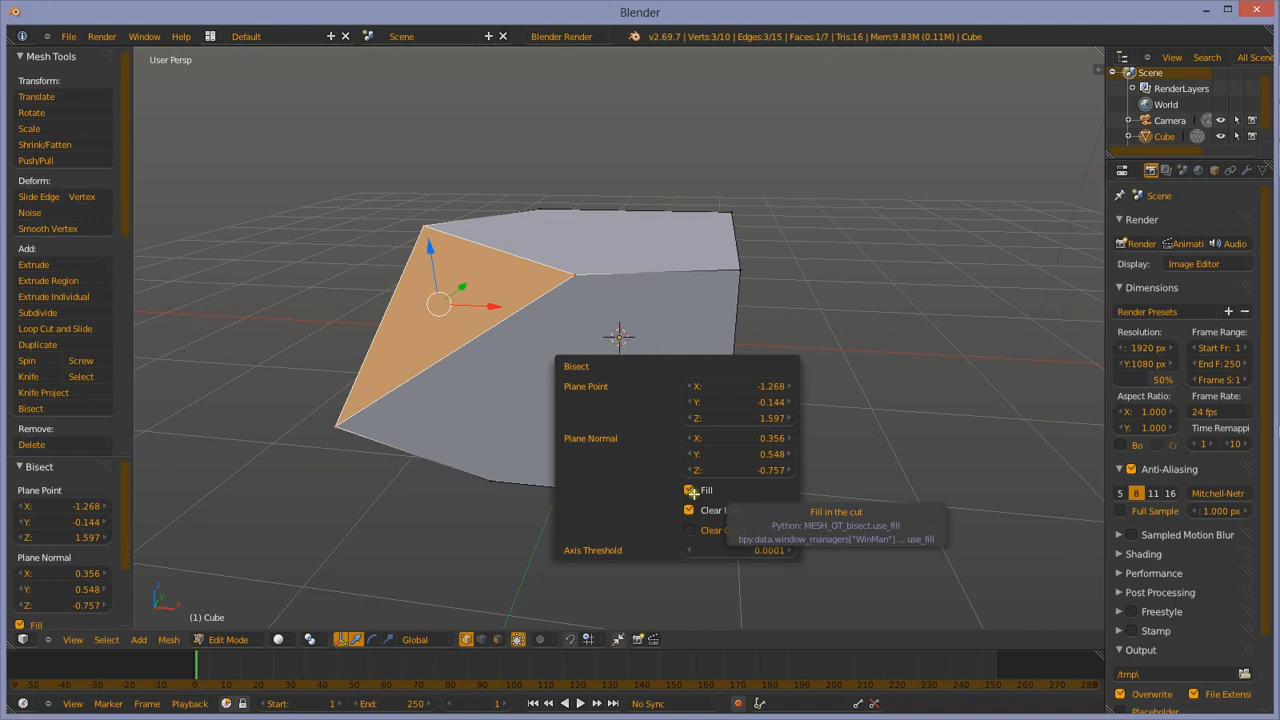 Blender
File Render Window Help Default Scene Blender Render v2.69.7 | Verts:3/10 | Edges:3/15 | Faces:1/7 | Tris:16 | Mem:9.83M (0.11M) | Cube
View Search All Scene
Mesh Tools
Transform:
Translate
Rotate
Scale
Shrink/Fatten
Push/Pull
Deform:
Slide Edge Vertex
Noise
Smooth Vertex
Add:
Extrude
Extrude Region
Extrude Individual
Subdivide
Loop Cut and Slide
Duplicate
Spin Screw
Knife Select
Knife Project
Bisect
Remove:
Delete
Bisect
Plane Point
X: -1.268
Y: -0.144
Z: 1.597
Plane Normal
X: 0.356
Y: 0.548
Z: -0.757
Fill
User Persp
Bisect
Plane Point X: -1.268
Y: -0.144
Z: 1.597
Plane Normal X: 0.356
Y: 0.548
Z: -0.757
Fill
Clear
Clear
Axis Threshold 0.0001
Fill in the cut
Python: MESH_OT_bisect.use_fill
bpy.data.window_managers["WinMan"] ... use_fill
z
y
x
(1) Cube
Scene
RenderLayers
World
Camera
Cube
Scene
Render
Render Animati Audio
Display: Image Editor
Dimensions
Render Presets
Resolution: Frame Range:
: 1920 px Start Fr: 1
Y:1080 px End F: 250
50% Frame S: 1
Aspect Ratio: Frame Rate:
X: 1.000 24 fps
Y: 1.000 Time Remappi
Bo Cr 1 10
Anti-Aliasing
5 8 11 16 Mitchell-Netr
Full Sample : 1.000 px
Sampled Motion Blur
Shading
Performance
Post Processing
Freestyle
Stamp
Output
/tmp\
Overwrite File Extensi
View Select Add Mesh Edit Mode Global
-50 -40 -30 -20 -10 0 10 20 30 40 50 60 70 80 90 100 110 120 130 140 150 160 170 180 190 200 210 220 230 240 250 260 270 280
View Marker Frame Playback Start: 1 End: 250 1 No Sync